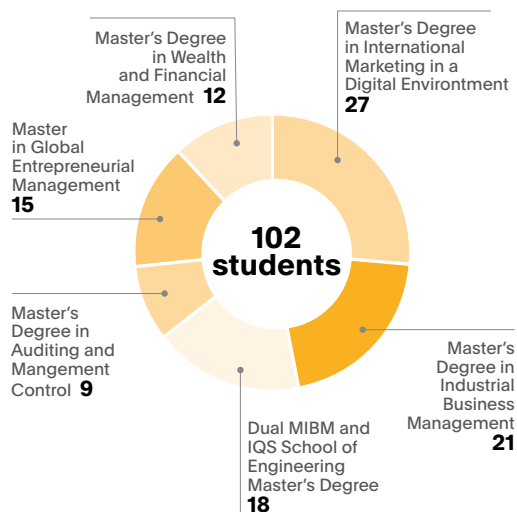 Master’s Degree
in International
Marketing in a
Digital Environtment
27
Master’s Degree
in Wealth
and Financial
Management 12
Master
in Global
Entrepreneurial
Management
15
102
students
Master’s
Degree in
Auditing and
Mangement
Control 9
Master’s
Degree in
Industrial
Business
Management
21
Dual MIBM and
IQS School of
Engineering
Master’s Degree
18